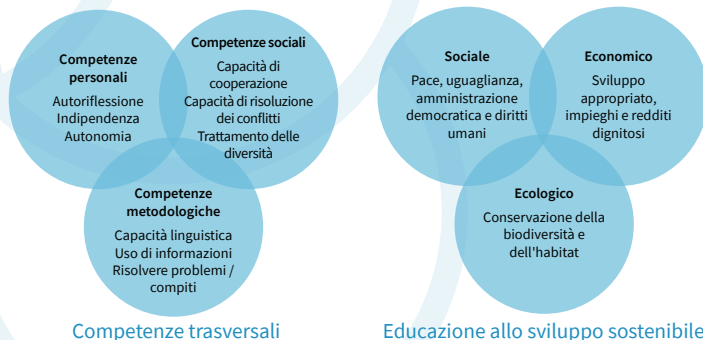 Competenze
personali
Autoriflessione
Indipendenza
Autonomia
Competenze sociali
Capacità di
cooperazione
Capacità di risoluzione
dei conflitti
Trattamento delle
diversità
Competenze
metodologiche
Capacità linguistica
Uso di informazioni
Risolvere problemi /
compiti
Competenze trasversali
Sociale
Pace, uguaglianza,
amministrazione
democratica e diritti
umani
Economico
Sviluppo
appropriato,
impieghi e redditi
dignitosi
Ecologico
Conservazione della
biodiversità e
dell'habitat
Educazione allo sviluppo sostenibile